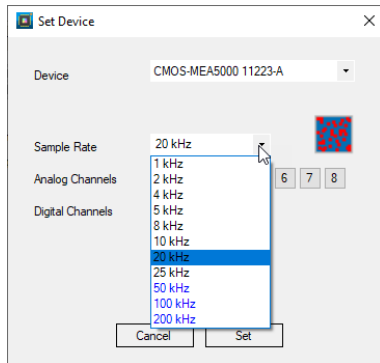 Set Device
Device
CMOS-MEA5000 11223-A
Sample Rate
20 kHz
1 kHz
2 kHz
4 kHz
5 kHz
8 kHz
10 kHz
20 kHz
25 kHz
50 kHz
100 kHz
200 kHz
Analog Channels
6 7 8
Digital Channels
Cancel
Set